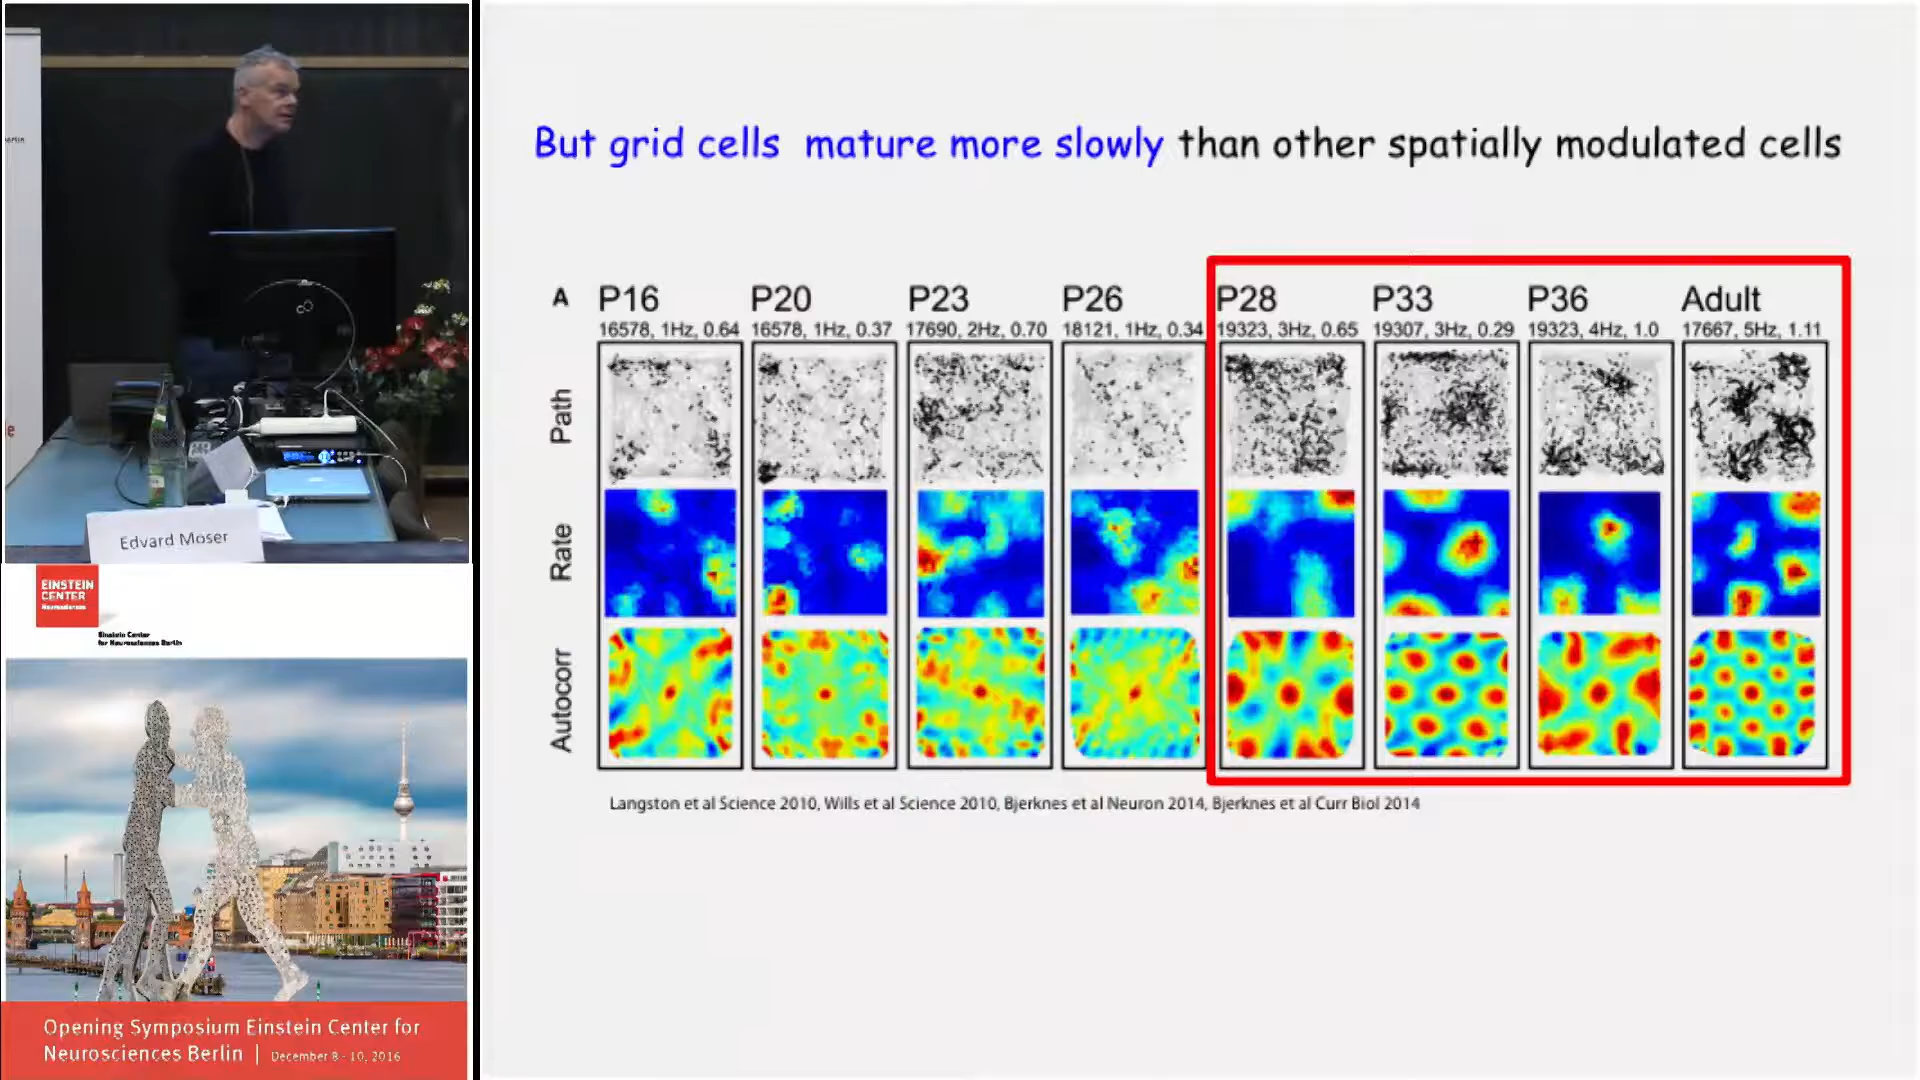 But grid cells mature more slowly than other spatially modulated cells
A P16 P20 P23 P26 P28 P33 P36 Adult
16578, 1Hz, 0.64 16578, 1Hz, 0.37 17690, 2Hz, 0.70 18121, 1Hz, 0.34 19323, 3Hz, 0.65 19307, 3Hz, 0.29 19323, 4Hz, 1.0 17667, 5Hz, 1.11
Path
Rate
Autocorr
Langston et al Science 2010, Wills et al Science 2010, Bjerknes et al Neuron 2014, Bjerknes et al Curr Biol 2014
Edvard Moser
EINSTEIN
CENTER
Neurosciences
Einstein Center
for Neurosciences Berlin
Opening Symposium Einstein Center for
Neurosciences Berlin | December 8 - 10, 2016